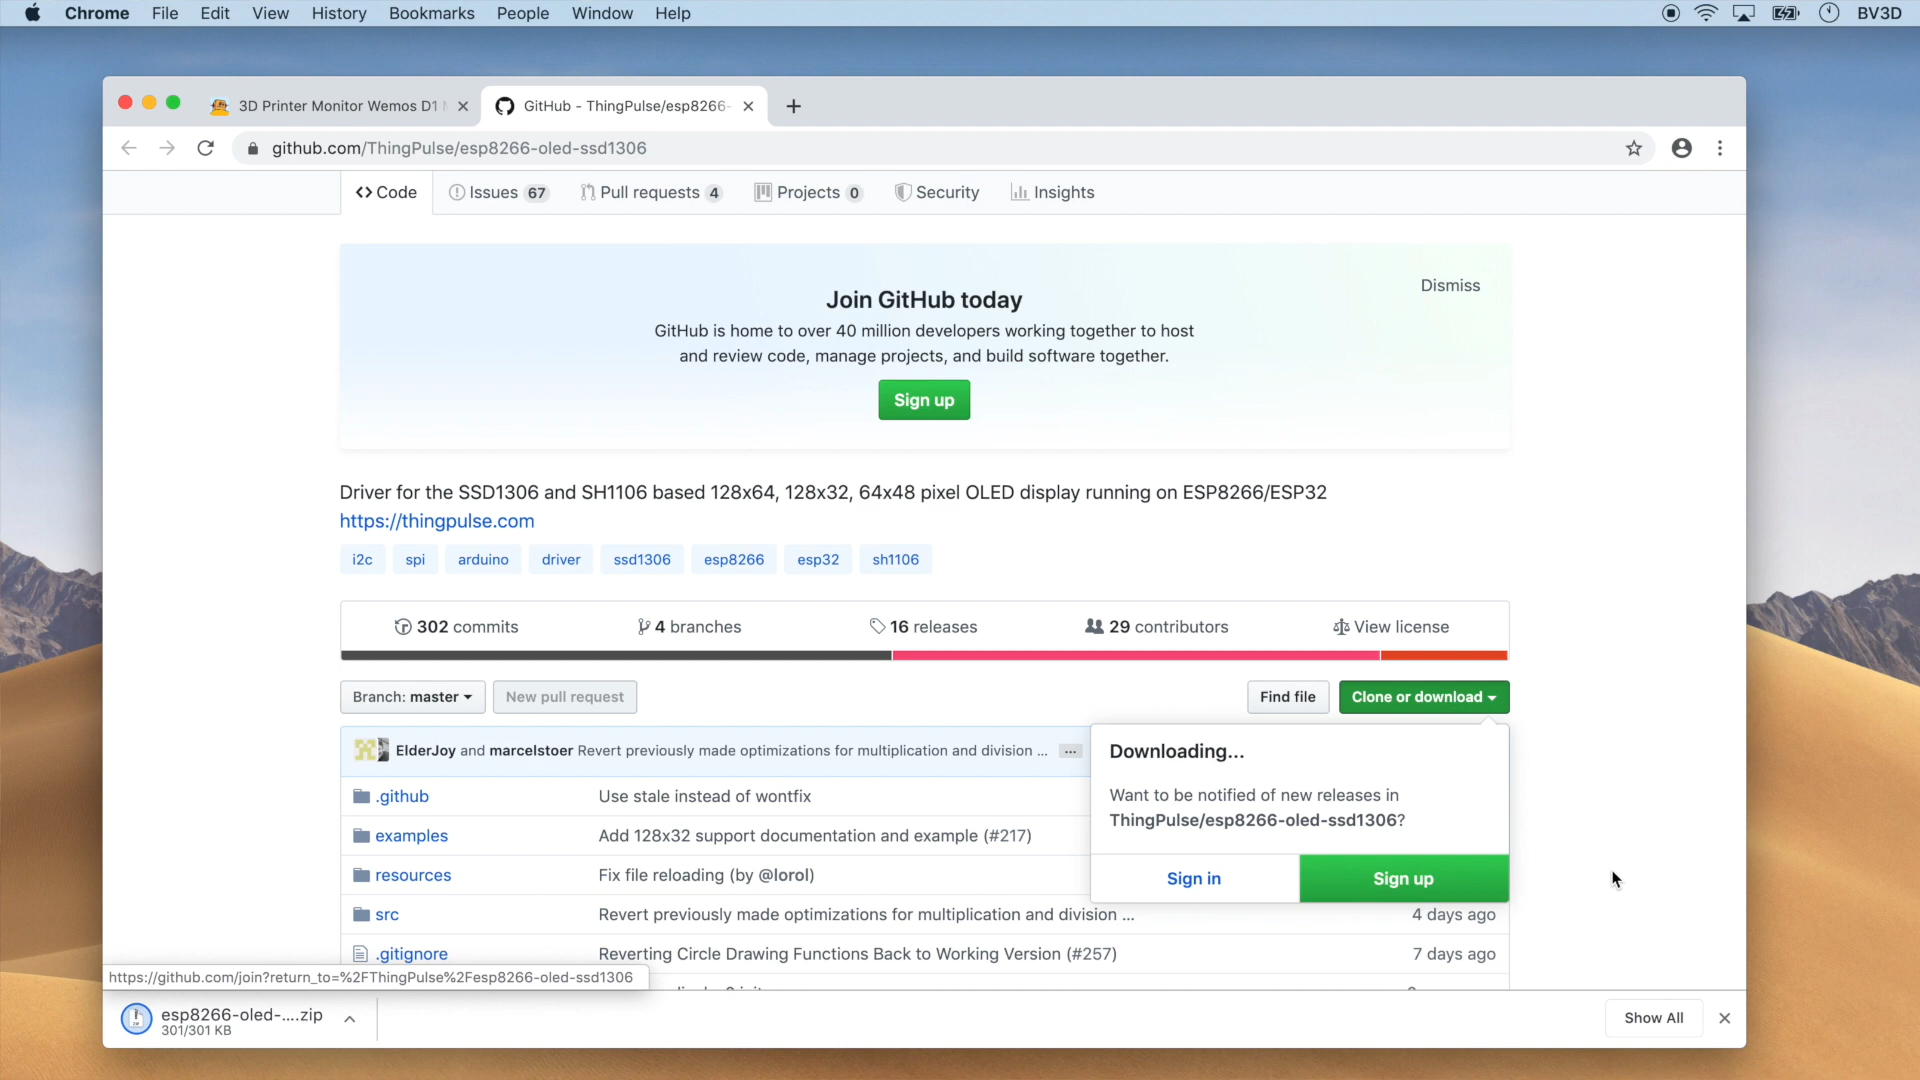 Chrome File Edit View History Bookmarks People Window Help BV3D
3D Printer Monitor Wemos D1
GitHub - ThingPulse/esp8266-
github.com/ThingPulse/esp8266-oled-ssd1306
Code Issues 67 Pull requests 4 Projects 0 Security Insights
Dismiss
Join GitHub today
GitHub is home to over 40 million developers working together to host
and review code, manage projects, and build software together.
Sign up
Driver for the SSD1306 and SH1106 based 128x64, 128x32, 64x48 pixel OLED display running on ESP8266/ESP32
https://thingpulse.com
i2c spi arduino driver ssd1306 esp8266 esp32 sh1106
302 commits 4 branches 16 releases 29 contributors View license
Branch: master New pull request Find file Clone or download
ElderJoy and marcelstoer Revert previously made optimizations for multiplication and division ... ...
Downloading...
Want to be notified of new releases in
ThingPulse/esp8266-oled-ssd1306?
Sign in Sign up
.github Use stale instead of wontfix
examples Add 128x32 support documentation and example (#217)
resources Fix file reloading (by @lorol)
src Revert previously made optimizations for multiplication and division ... 4 days ago
.gitignore Reverting Circle Drawing Functions Back to Working Version (#257) 7 days ago
https://github.com/join?return_to=%2FThingPulse%2Fesp8266-oled-ssd1306
esp8266-oled-....zip
301/301 KB
Show All